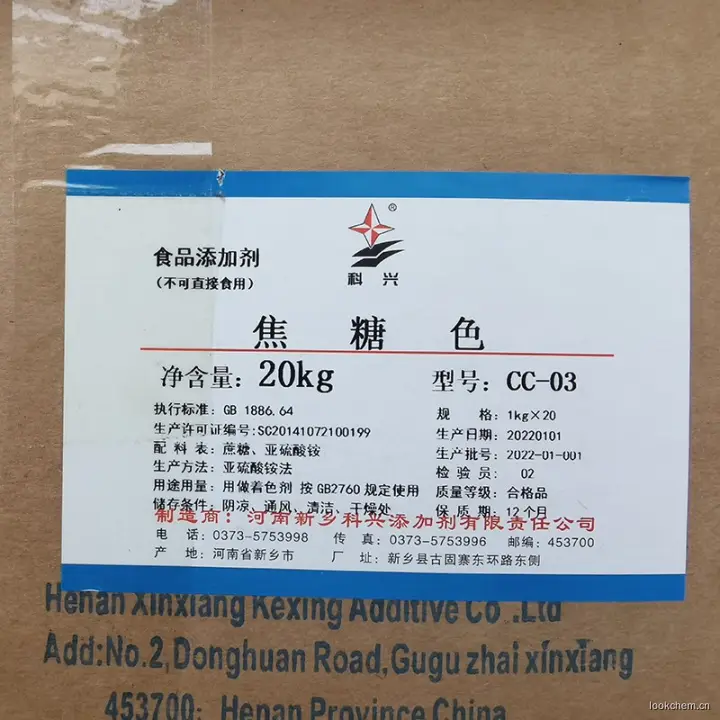 ®
科兴
食品添加剂
(不可直接食用)
焦糖色
净含量: 20kg 型号: CC-03
执行标准: GB 1886.64 规 格: 1kg×20
生产许可证编号:SC20141072100199 生产日期: 20220101
配 料 表: 蔗糖、亚硫酸铵 生产批号: 2022-01-001
生产方法: 亚硫酸铵法 检 验 员: 02
用途用量: 用做着色剂 按 GB2760 规定使用 质量等级: 合格品
储存条件: 阴凉、通风、清洁、干燥处 保 质 期: 12个月
制造商: 河南新乡科兴添加剂有限责任公司
电 话: 0373-5753998 传 真: 0373-5753996 邮编: 453700
产 地: 河南省新乡市 厂 址: 新乡县古固寨东环路东侧
Henan Xinxiang Kexing Additive Co .Ltd
Add:No.2,Donghuan Road,Gugu zhai xinxiang
453700: Henan Province China
lookchem.cn